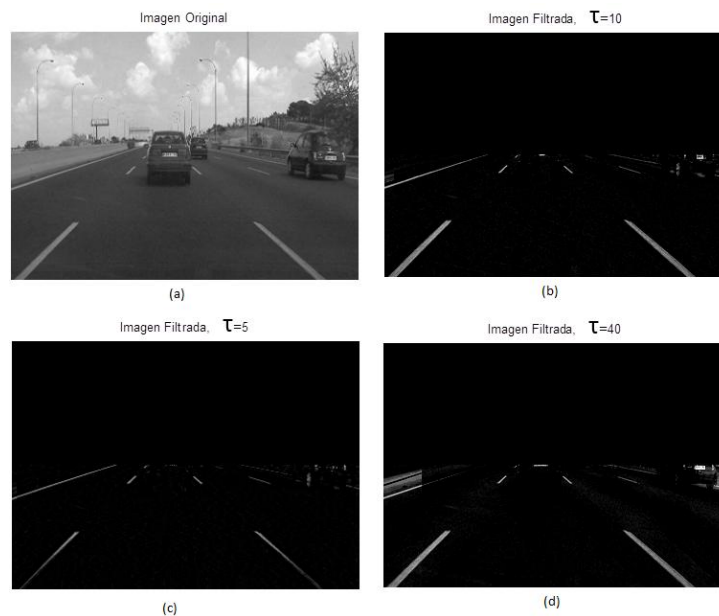 Imagen Original
Imagen Filtrada, τ=10
(a)
(b)
Imagen Filtrada, τ=5
Imagen Filtrada, τ=40
(c)
(d)